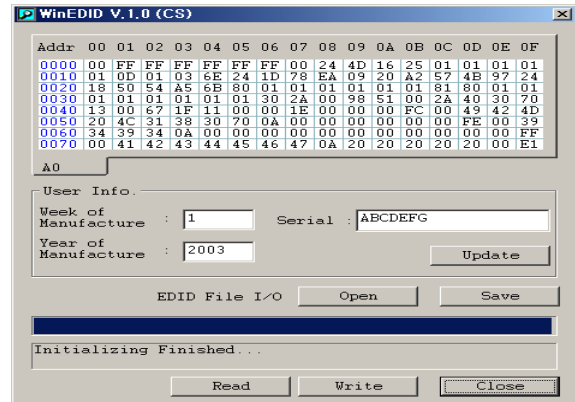 WinEDID V.1.0 (CS)
Addr 00 01 02 03 04 05 06 07 08 09 0A 0B 0C 0D 0E 0F
0000 00 FF FF FF FF FF FF 00 24 4D 16 25 01 01 01 01
0010 01 0D 01 03 6E 24 1D 78 EA 09 20 A2 57 4B 97 24
0020 18 50 54 A5 6B 80 01 01 01 01 01 01 81 80 01 01
0030 01 01 01 01 01 01 30 2A 00 98 51 00 2A 40 30 70
0040 13 00 67 1F 11 00 00 1E 00 00 00 FC 00 49 42 4D
0050 20 4C 31 38 30 70 0A 00 00 00 00 00 00 FE 00 39
0060 34 39 34 0A 00 00 00 00 00 00 00 00 00 00 00 FF
0070 00 41 42 43 44 45 46 47 0A 20 20 20 20 20 00 E1
A0
User Info.
Week of Manufacture : 1 Serial : ABCDEFG
Year of Manufacture : 2003 Update
EDID File I/O Open Save
Initializing Finished...
Read Write Close